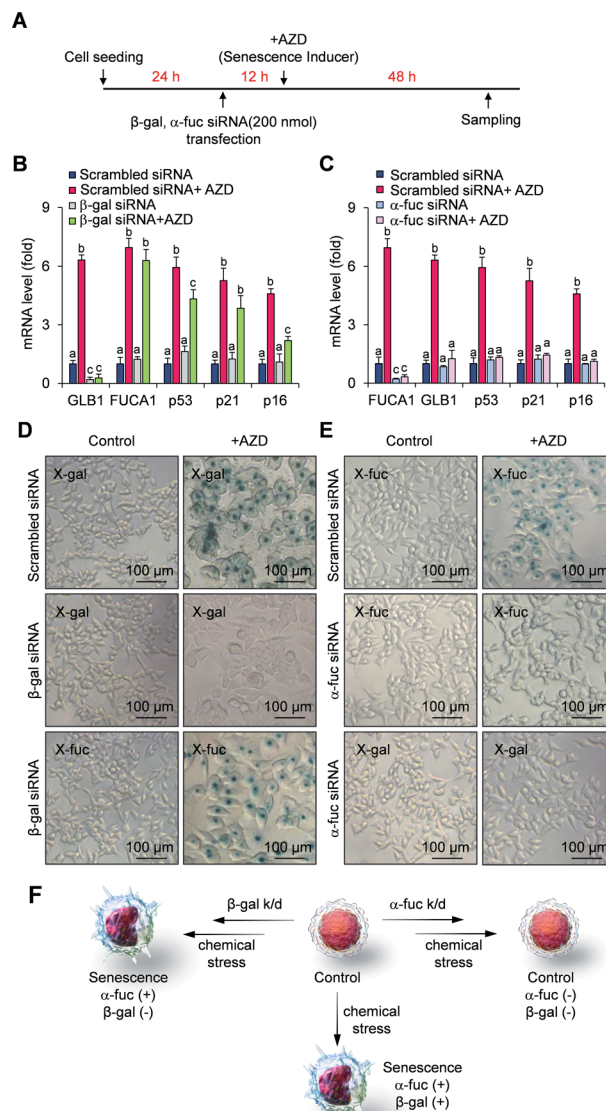 A
+AZD
(Senescence Inducer)
Cell seeding
24 h
12 h
48 h
β-gal, α-fuc siRNA(200 nmol)
transfection
Sampling
B
Scrambled siRNA
Scrambled siRNA+ AZD
β-gal siRNA
β-gal siRNA+AZD
mRNA level (fold)
9
6
3
0
a b c c
a b a b
a b a c
a b a b
a b a c
GLB1 FUCA1 p53 p21 p16
C
Scrambled siRNA
Scrambled siRNA+ AZD
α-fuc siRNA
α-fuc siRNA+ AZD
mRNA level (fold)
9
6
3
0
a b c c
a b a a
a b a a
a b a a
a b a a
FUCA1 GLB1 p53 p21 p16
D
Control
+AZD
Scrambled siRNA
X-gal
100 μm
X-gal
100 μm
β-gal siRNA
X-gal
100 μm
X-gal
100 μm
β-gal siRNA
X-fuc
100 μm
X-fuc
100 μm
E
Control
+AZD
Scrambled siRNA
X-fuc
100 μm
X-fuc
100 μm
α-fuc siRNA
X-fuc
100 μm
X-fuc
100 μm
α-fuc siRNA
X-gal
100 μm
X-gal
100 μm
F
β-gal k/d
chemical
stress
α-fuc k/d
chemical
stress
Senescence
α-fuc (+)
β-gal (-)
Control
Control
α-fuc (-)
β-gal (-)
chemical
stress
Senescence
α-fuc (+)
β-gal (+)